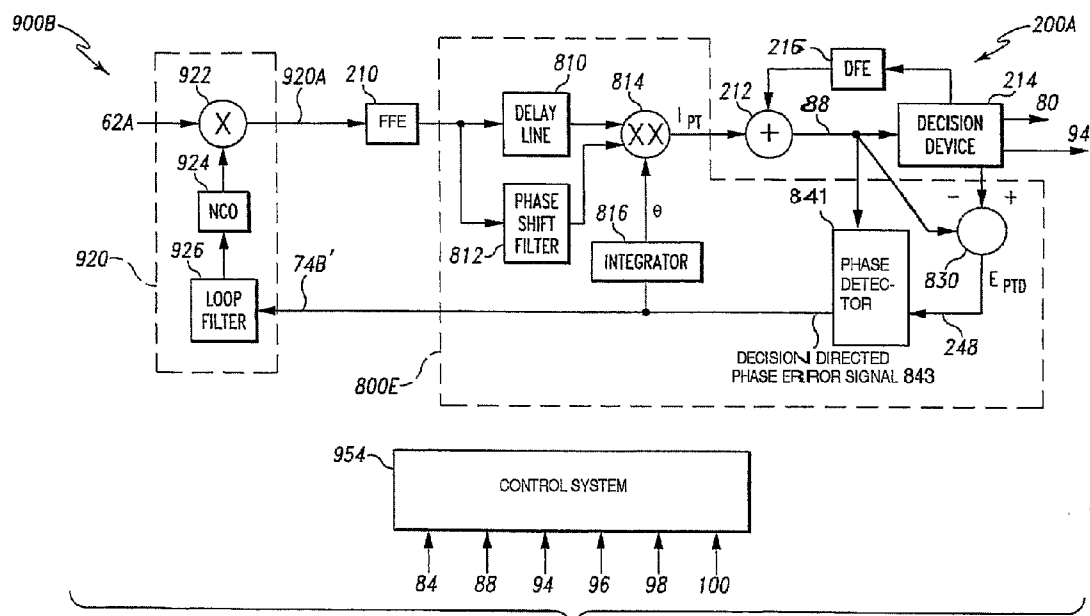 900B
200A
922
920A
210
810
814
216
DFE
214
62A
X
FFE
DELAY
LINE
XX
I PT
212
+
88
DECISION
DEVICE
80
94
924
NCO
PHASE
SHIFT
FILTER
812
θ
816
INTEGRATOR
841
PHASE
DETEC-
TOR
- +
830
E PTD
926
920
LOOP
FILTER
74B'
248
800E
DECISION DIRECTED
PHASE ERROR SIGNAL 843
954
CONTROL SYSTEM
84 88 94 96 98 100